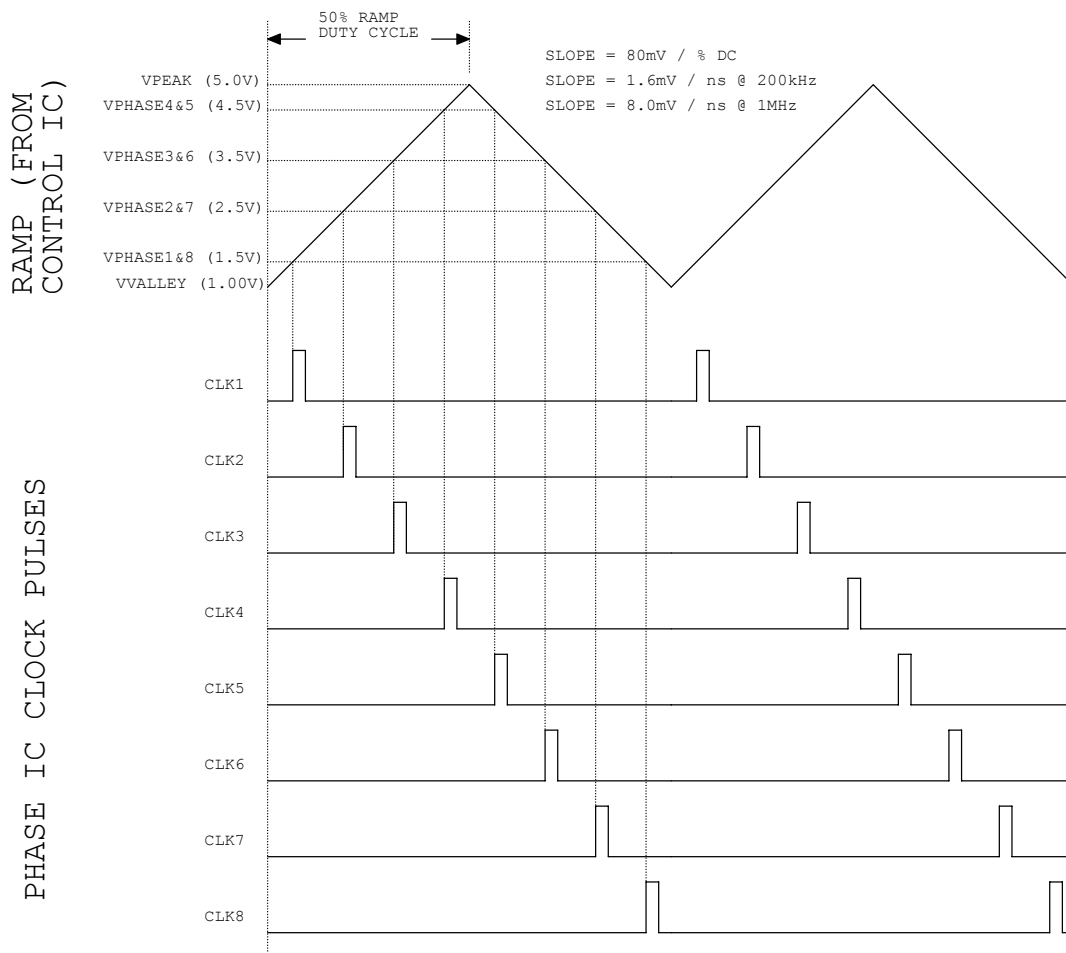 50% RAMP
DUTY CYCLE
SLOPE = 80mV / % DC
SLOPE = 1.6mV / ns @ 200kHz
SLOPE = 8.0mV / ns @ 1MHz
RAMP (FROM
CONTROL IC)
VPEAK (5.0V)
VPHASE4&5 (4.5V)
VPHASE3&6 (3.5V)
VPHASE2&7 (2.5V)
VPHASE1&8 (1.5V)
VVALLEY (1.00V)
PHASE IC CLOCK PULSES
CLK1
CLK2
CLK3
CLK4
CLK5
CLK6
CLK7
CLK8